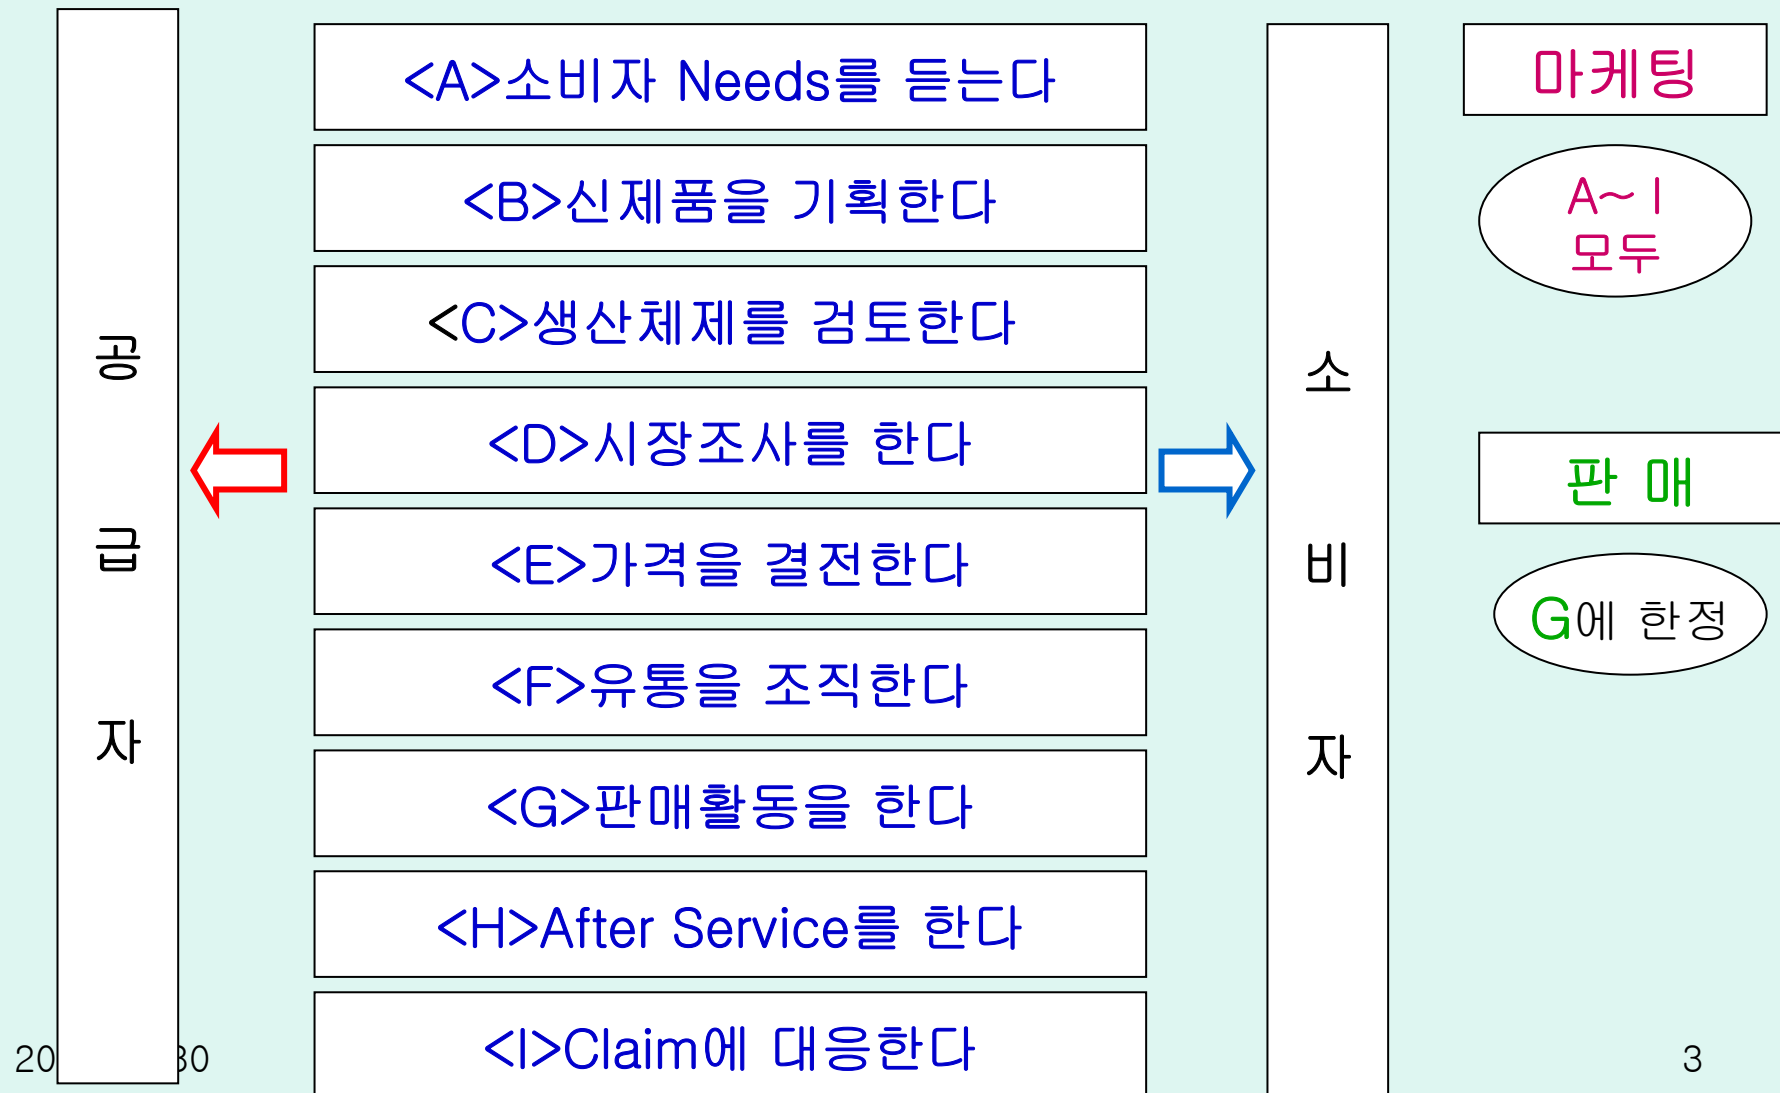 공
급
자
<A>소비자 Needs를 듣는다
<B>신제품을 기획한다
<C>생산체제를 검토한다
<D>시장조사를 한다
<E>가격을 결전한다
<F>유통을 조직한다
<G>판매활동을 한다
<H>After Service를 한다
<I>Claim에 대응한다
소
비
자
마케팅
A~I
모두
판 매
G에 한정
20
30
3